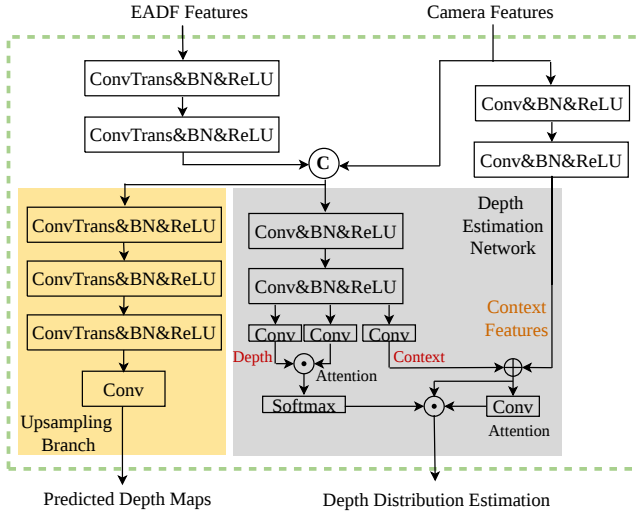 EADF Features
Camera Features
ConvTrans&BN&ReLU
Conv&BN&ReLU
ConvTrans&BN&ReLU
Conv&BN&ReLU
C
ConvTrans&BN&ReLU
Conv&BN&ReLU
Depth
Estimation
Network
ConvTrans&BN&ReLU
Conv&BN&ReLU
ConvTrans&BN&ReLU
Conv
Conv
Conv
Context
Features
Depth
Context
Attention
Conv
Softmax
Conv
Attention
Upsampling
Branch
Predicted Depth Maps
Depth Distribution Estimation